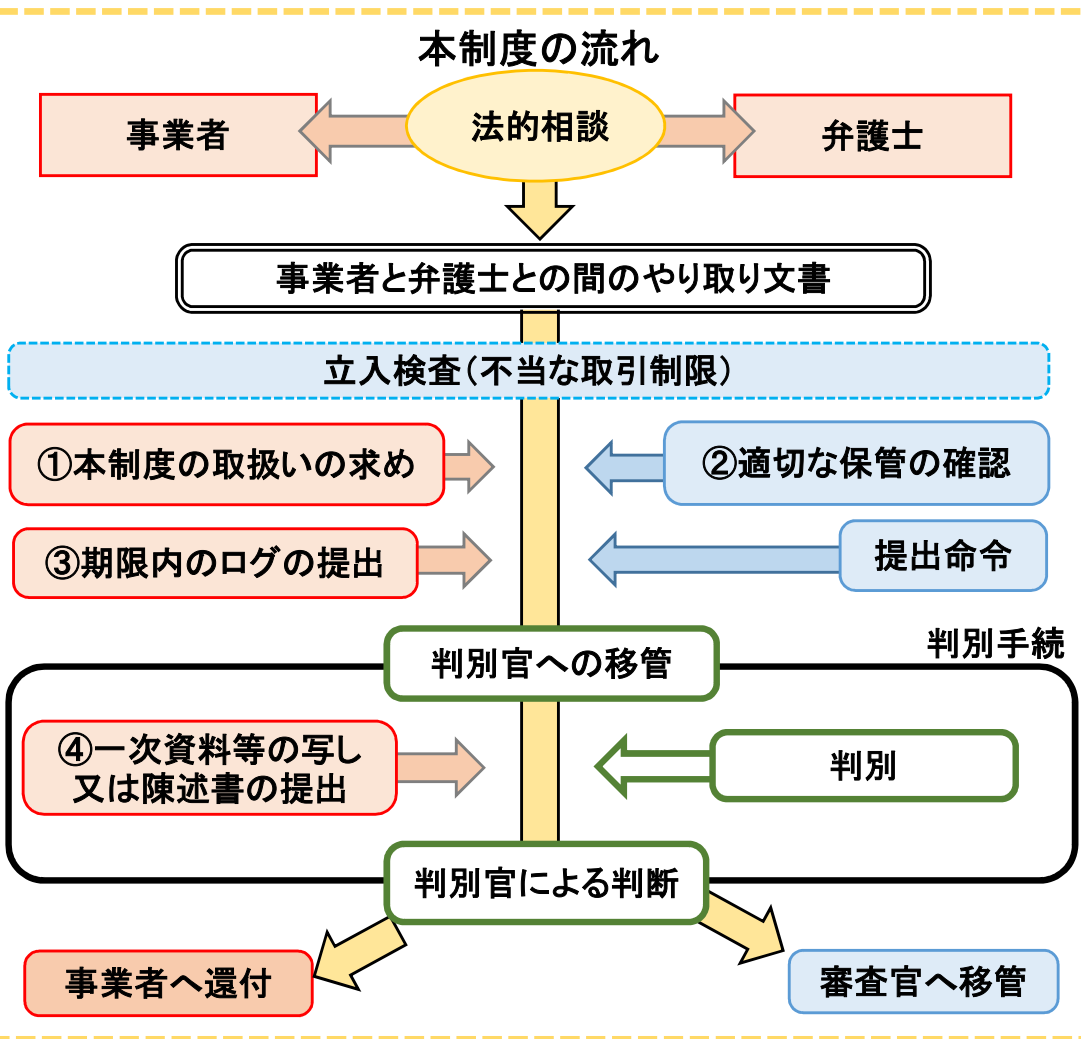 本制度の流れ
事業者
法的相談
弁護士
事業者と弁護士との間のやり取り文書
立入検査（不当な取引制限）
①本制度の取扱いの求め
②適切な保管の確認
③期限内のログの提出
提出命令
判別手続
判別官への移管
④一次資料等の写し
又は陳述書の提出
判別
判別官による判断
事業者へ還付
審査官へ移管